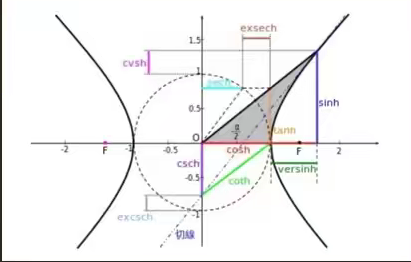 exsech
1.5
cvsh
1
sech
0.5
sinh
O
a
2
tanh
-2
F
-1
-0.5
cosh
F
2
csch
versinh
-0.5
coth
excsch
-1
切線